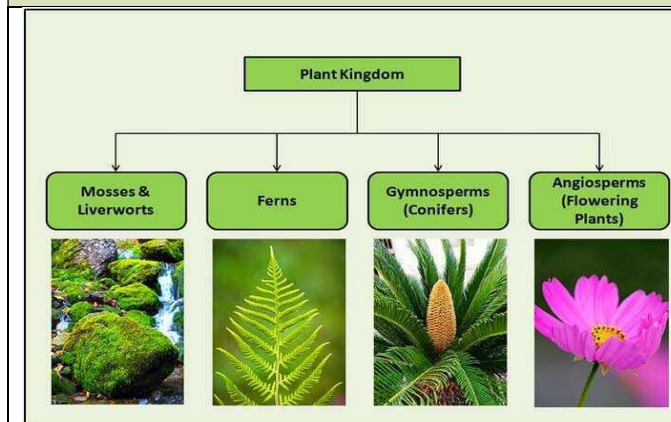 Plant Kingdom
Mosses &
Liverworts
Ferns
Gymnosperms
(Conifers)
Angiosperms
(Flowering
Plants)